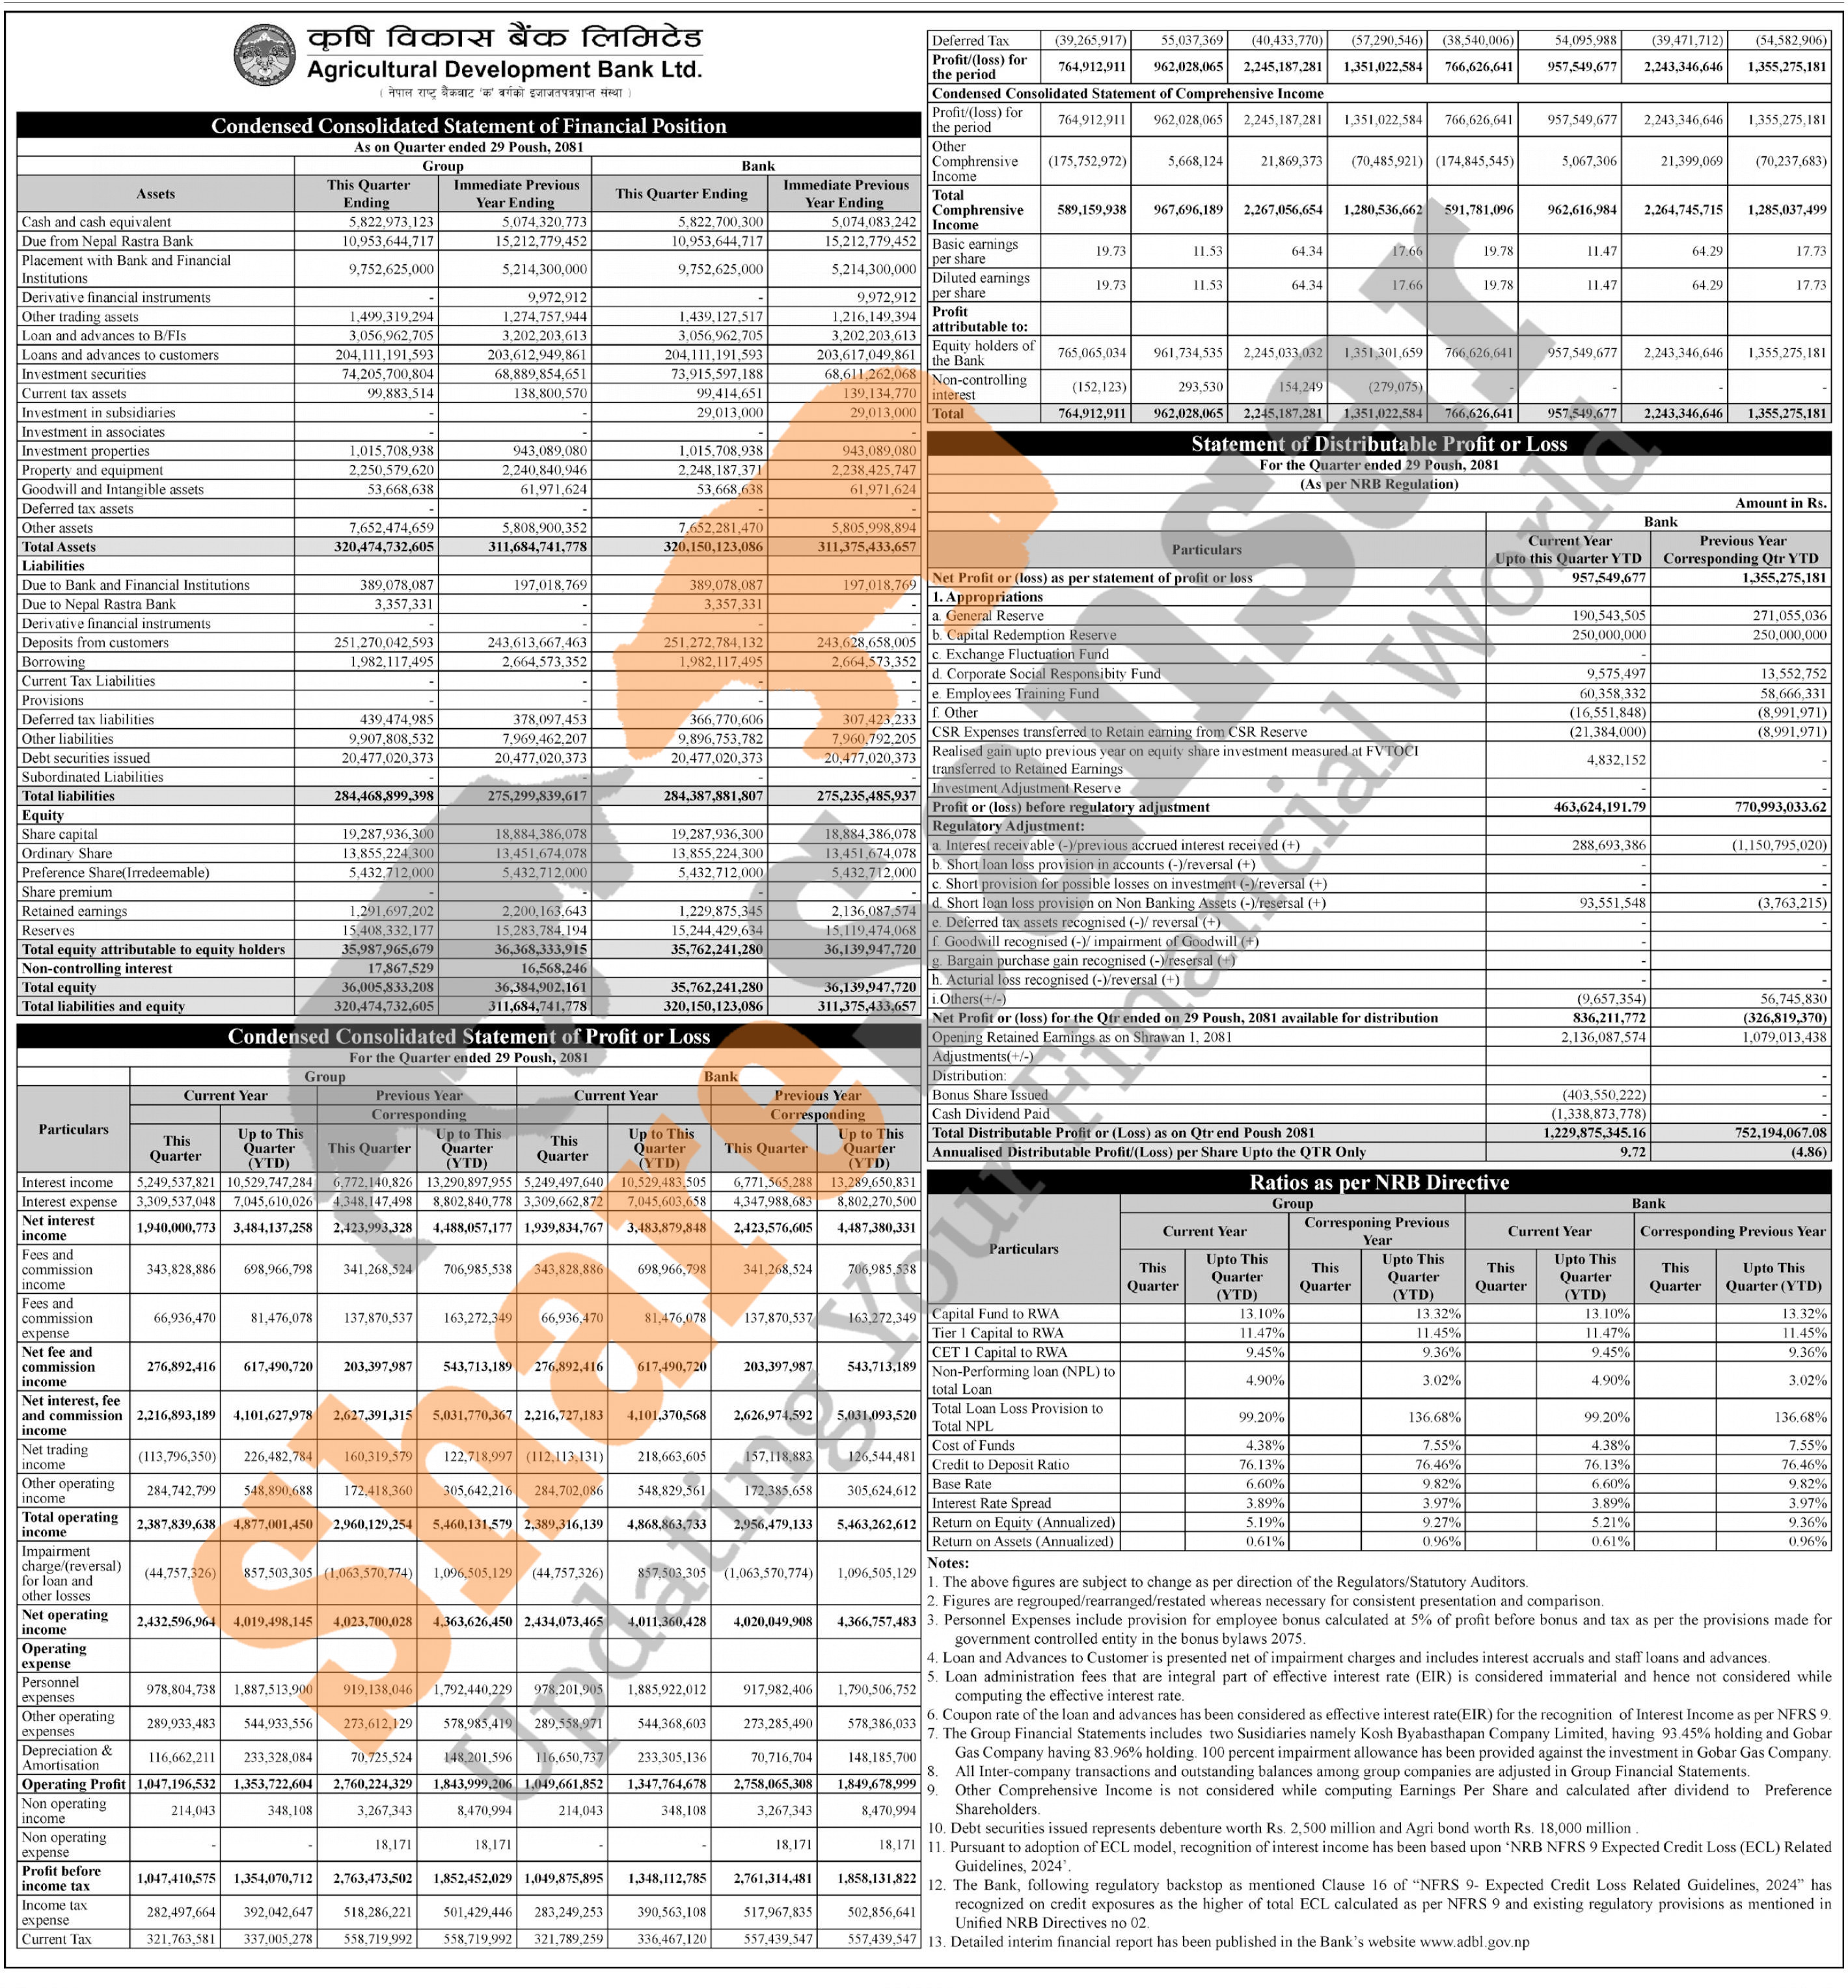 कृषि विकास बैंक लिमिटेड
Agricultural Development Bank Ltd.
( नेपाल राष्ट्र बैंकबाट 'क' वर्गको इजाजतपत्रप्राप्त संस्था )
Condensed Consolidated Statement of Financial Position
As on Quarter ended 29 Poush, 2081
Group Bank
Assets This Quarter Ending Immediate Previous Year Ending This Quarter Ending Immediate Previous Year Ending
Cash and cash equivalent 5,822,973,123 5,074,320,773 5,822,700,300 5,074,083,242
Due from Nepal Rastra Bank 10,953,644,717 15,212,779,452 10,953,644,717 15,212,779,452
Placement with Bank and Financial Institutions 9,752,625,000 5,214,300,000 9,752,625,000 5,214,300,000
Derivative financial instruments - 9,972,912 - 9,972,912
Other trading assets 1,499,319,294 1,274,757,944 1,439,127,517 1,216,149,394
Loan and advances to B/FIs 3,056,962,705 3,202,203,613 3,056,962,705 3,202,203,613
Loans and advances to customers 204,111,191,593 203,612,949,861 204,111,191,593 203,617,049,861
Investment securities 74,205,700,804 68,889,854,651 73,915,597,188 68,611,262,068
Current tax assets 99,883,514 138,800,570 99,414,651 139,134,770
Investment in subsidiaries - - 29,013,000 29,013,000
Investment in associates - - - -
Investment properties 1,015,708,938 943,089,080 1,015,708,938 943,089,080
Property and equipment 2,250,579,620 2,240,840,946 2,248,187,371 2,238,425,747
Goodwill and Intangible assets 53,668,638 61,971,624 53,668,638 61,971,624
Deferred tax assets - - - -
Other assets 7,652,474,659 5,808,900,352 7,652,281,470 5,805,998,894
Total Assets 320,474,732,605 311,684,741,778 320,150,123,086 311,375,433,657
Liabilities
Due to Bank and Financial Institutions 389,078,087 197,018,769 389,078,087 197,018,769
Due to Nepal Rastra Bank 3,357,331 - 3,357,331 -
Derivative financial instruments - - - -
Deposits from customers 251,270,042,593 243,613,667,463 251,272,784,132 243,628,658,005
Borrowing 1,982,117,495 2,664,573,352 1,982,117,495 2,664,573,352
Current Tax Liabilities - - - -
Provisions - - - -
Deferred tax liabilities 439,474,985 378,097,453 366,770,606 307,423,233
Other liabilities 9,907,808,532 7,969,462,207 9,896,753,782 7,960,792,205
Debt securities issued 20,477,020,373 20,477,020,373 20,477,020,373 20,477,020,373
Subordinated Liabilities - - - -
Total liabilities 284,468,899,398 275,299,839,617 284,387,881,807 275,235,485,937
Equity
Share capital 19,287,936,300 18,884,386,078 19,287,936,300 18,884,386,078
Ordinary Share 13,855,224,300 13,451,674,078 13,855,224,300 13,451,674,078
Preference Share(Irredeemable) 5,432,712,000 5,432,712,000 5,432,712,000 5,432,712,000
Share premium - - - -
Retained earnings 1,291,697,202 2,200,163,643 1,229,875,345 2,136,087,574
Reserves 15,408,332,177 15,283,784,194 15,244,429,634 15,119,474,068
Total equity attributable to equity holders 35,987,965,679 36,368,333,915 35,762,241,280 36,139,947,720
Non-controlling interest 17,867,529 16,568,246
Total equity 36,005,833,208 36,384,902,161 35,762,241,280 36,139,947,720
Total liabilities and equity 320,474,732,605 311,684,741,778 320,150,123,086 311,375,433,657
Condensed Consolidated Statement of Profit or Loss
For the Quarter ended 29 Poush, 2081
Group Bank
Particulars Current Year Previous Year Corresponding Current Year Previous Year Corresponding
This Quarter Up to This Quarter (YTD) This Quarter Up to This Quarter (YTD) This Quarter Up to This Quarter (YTD) This Quarter Up to This Quarter (YTD)
Interest income 5,249,537,821 10,529,747,284 6,772,140,826 13,290,897,955 5,249,497,640 10,529,483,505 6,771,565,288 13,289,650,831
Interest expense 3,309,537,048 7,045,610,026 4,348,147,498 8,802,840,778 3,309,662,872 7,045,603,658 4,347,988,683 8,802,270,500
Net interest income 1,940,000,773 3,484,137,258 2,423,993,328 4,488,057,177 1,939,834,767 3,483,879,848 2,423,576,605 4,487,380,331
Fees and commission income 343,828,886 698,966,798 341,268,524 706,985,538 343,828,886 698,966,798 341,268,524 706,985,538
Fees and commission expense 66,936,470 81,476,078 137,870,537 163,272,349 66,936,470 81,476,078 137,870,537 163,272,349
Net fee and commission income 276,892,416 617,490,720 203,397,987 543,713,189 276,892,416 617,490,720 203,397,987 543,713,189
Net interest, fee and commission income 2,216,893,189 4,101,627,978 2,627,391,315 5,031,770,367 2,216,727,183 4,101,370,568 2,626,974,592 5,031,093,520
Net trading income (113,796,350) 226,482,784 160,319,579 122,718,997 (112,113,131) 218,663,605 157,118,883 126,544,481
Other operating income 284,742,799 548,890,688 172,418,360 305,642,216 284,702,086 548,829,561 172,385,658 305,624,612
Total operating income 2,387,839,638 4,877,001,450 2,960,129,254 5,460,131,579 2,389,316,139 4,868,863,733 2,956,479,133 5,463,262,612
Impairment charge/(reversal) for loan and other losses (44,757,326) 857,503,305 (1,063,570,774) 1,096,505,129 (44,757,326) 857,503,305 (1,063,570,774) 1,096,505,129
Net operating income 2,432,596,964 4,019,498,145 4,023,700,028 4,363,626,450 2,434,073,465 4,011,360,428 4,020,049,908 4,366,757,483
Operating expense
Personnel expenses 978,804,738 1,887,513,900 919,138,046 1,792,440,229 978,201,905 1,885,922,012 917,982,406 1,790,506,752
Other operating expenses 289,933,483 544,933,556 273,612,129 578,985,419 289,558,971 544,368,603 273,285,490 578,386,033
Depreciation & Amortisation 116,662,211 233,328,084 70,725,524 148,201,596 116,650,737 233,305,136 70,716,704 148,185,700
Operating Profit 1,047,196,532 1,353,722,604 2,760,224,329 1,843,999,206 1,049,661,852 1,347,764,678 2,758,065,308 1,849,678,999
Non operating income 214,043 348,108 3,267,343 8,470,994 214,043 348,108 3,267,343 8,470,994
Non operating expense - - 18,171 18,171 - - 18,171 18,171
Profit before income tax 1,047,410,575 1,354,070,712 2,763,473,502 1,852,452,029 1,049,875,895 1,348,112,785 2,761,314,481 1,858,131,822
Income tax expense 282,497,664 392,042,647 518,286,221 501,429,446 283,249,253 390,563,108 517,967,835 502,856,641
Current Tax 321,763,581 337,005,278 558,719,992 558,719,992 321,789,259 336,467,120 557,439,547 557,439,547
Deferred Tax (39,265,917) 55,037,369 (40,433,770) (57,290,546) (38,540,006) 54,095,988 (39,471,712) (54,582,906)
Profit/(loss) for the period 764,912,911 962,028,065 2,245,187,281 1,351,022,584 766,626,641 957,549,677 2,243,346,646 1,355,275,181
Condensed Consolidated Statement of Comprehensive Income
Profit/(loss) for the period 764,912,911 962,028,065 2,245,187,281 1,351,022,584 766,626,641 957,549,677 2,243,346,646 1,355,275,181
Other Comphrensive Income (175,752,972) 5,668,124 21,869,373 (70,485,921) (174,845,545) 5,067,306 21,399,069 (70,237,683)
Total Comphrensive Income 589,159,938 967,696,189 2,267,056,654 1,280,536,662 591,781,096 962,616,984 2,264,745,715 1,285,037,499
Basic earnings per share 19.73 11.53 64.34 17.66 19.78 11.47 64.29 17.73
Diluted earnings per share 19.73 11.53 64.34 17.66 19.78 11.47 64.29 17.73
Profit attributable to:
Equity holders of the Bank 765,065,034 961,734,535 2,245,033,032 1,351,301,659 766,626,641 957,549,677 2,243,346,646 1,355,275,181
Non-controlling interest (152,123) 293,530 154,249 (279,075) - - - -
Total 764,912,911 962,028,065 2,245,187,281 1,351,022,584 766,626,641 957,549,677 2,243,346,646 1,355,275,181
Statement of Distributable Profit or Loss
For the Quarter ended 29 Poush, 2081
(As per NRB Regulation)
Amount in Rs.
Bank
Particulars Current Year Upto this Quarter YTD Previous Year Corresponding Qtr YTD
Net Profit or (loss) as per statement of profit or loss 957,549,677 1,355,275,181
1. Appropriations
a. General Reserve 190,543,505 271,055,036
b. Capital Redemption Reserve 250,000,000 250,000,000
c. Exchange Fluctuation Fund -
d. Corporate Social Responsibity Fund 9,575,497 13,552,752
e. Employees Training Fund 60,358,332 58,666,331
f. Other (16,551,848) (8,991,971)
CSR Expenses transferred to Retain earning from CSR Reserve (21,384,000) (8,991,971)
Realised gain upto previous year on equity share investment measured at FVTOCI transferred to Retained Earnings 4,832,152 -
Investment Adjustment Reserve - -
Profit or (loss) before regulatory adjustment 463,624,191.79 770,993,033.62
Regulatory Adjustment:
a. Interest receivable (-)/previous accrued interest received (+) 288,693,386 (1,150,795,020)
b. Short loan loss provision in accounts (-)/reversal (+) - -
c. Short provision for possible losses on investment (-)/reversal (+) - -
d. Short loan loss provision on Non Banking Assets (-)/resersal (+) 93,551,548 (3,763,215)
e. Deferred tax assets recognised (-)/ reversal (+) -
f. Goodwill recognised (-)/ impairment of Goodwill (+) -
g. Bargain purchase gain recognised (-)/resersal (+) -
h. Acturial loss recognised (-)/reversal (+) -
i.Others(+/-) (9,657,354) 56,745,830
Net Profit or (loss) for the Qtr ended on 29 Poush, 2081 available for distribution 836,211,772 (326,819,370)
Opening Retained Earnings as on Shrawan 1, 2081 2,136,087,574 1,079,013,438
Adjustments(+/-)
Distribution: -
Bonus Share Issued (403,550,222) -
Cash Dividend Paid (1,338,873,778) -
Total Distributable Profit or (Loss) as on Qtr end Poush 2081 1,229,875,345.16 752,194,067.08
Annualised Distributable Profit/(Loss) per Share Upto the QTR Only 9.72 (4.86)
Ratios as per NRB Directive
Group Bank
Particulars Current Year Corresponing Previous Year Current Year Corresponding Previous Year
This Quarter Upto This Quarter (YTD) This Quarter Upto This Quarter (YTD) This Quarter Upto This Quarter (YTD) This Quarter Upto This Quarter (YTD)
Capital Fund to RWA 13.10% 13.32% 13.10% 13.32%
Tier 1 Capital to RWA 11.47% 11.45% 11.47% 11.45%
CET 1 Capital to RWA 9.45% 9.36% 9.45% 9.36%
Non-Performing loan (NPL) to total Loan 4.90% 3.02% 4.90% 3.02%
Total Loan Loss Provision to Total NPL 99.20% 136.68% 99.20% 136.68%
Cost of Funds 4.38% 7.55% 4.38% 7.55%
Credit to Deposit Ratio 76.13% 76.46% 76.13% 76.46%
Base Rate 6.60% 9.82% 6.60% 9.82%
Interest Rate Spread 3.89% 3.97% 3.89% 3.97%
Return on Equity (Annualized) 5.19% 9.27% 5.21% 9.36%
Return on Assets (Annualized) 0.61% 0.96% 0.61% 0.96%
Notes:
1. The above figures are subject to change as per direction of the Regulators/Statutory Auditors.
2. Figures are regrouped/rearranged/restated whereas necessary for consistent presentation and comparison.
3. Personnel Expenses include provision for employee bonus calculated at 5% of profit before bonus and tax as per the provisions made for
government controlled entity in the bonus bylaws 2075.
4. Loan and Advances to Customer is presented net of impairment charges and includes interest accruals and staff loans and advances.
5. Loan administration fees that are integral part of effective interest rate (EIR) is considered immaterial and hence not considered while
computing the effective interest rate.
6. Coupon rate of the loan and advances has been considered as effective interest rate(EIR) for the recognition of Interest Income as per NFRS 9.
7. The Group Financial Statements includes two Susidiaries namely Kosh Byabasthapan Company Limited, having 93.45% holding and Gobar
Gas Company having 83.96% holding. 100 percent impairment allowance has been provided against the investment in Gobar Gas Company.
8. All Inter-company transactions and outstanding balances among group companies are adjusted in Group Financial Statements.
9. Other Comprehensive Income is not considered while computing Earnings Per Share and calculated after dividend to Preference
Shareholders.
10. Debt securities issued represents debenture worth Rs. 2,500 million and Agri bond worth Rs. 18,000 million .
11. Pursuant to adoption of ECL model, recognition of interest income has been based upon 'NRB NFRS 9 Expected Credit Loss (ECL) Related
Guidelines, 2024'.
12. The Bank, following regulatory backstop as mentioned Clause 16 of "NFRS 9- Expected Credit Loss Related Guidelines, 2024" has
recognized on credit exposures as the higher of total ECL calculated as per NFRS 9 and existing regulatory provisions as mentioned in
Unified NRB Directives no 02.
13. Detailed interim financial report has been published in the Bank's website www.adbl.gov.np
ShareSansar
Updating Your Financial World